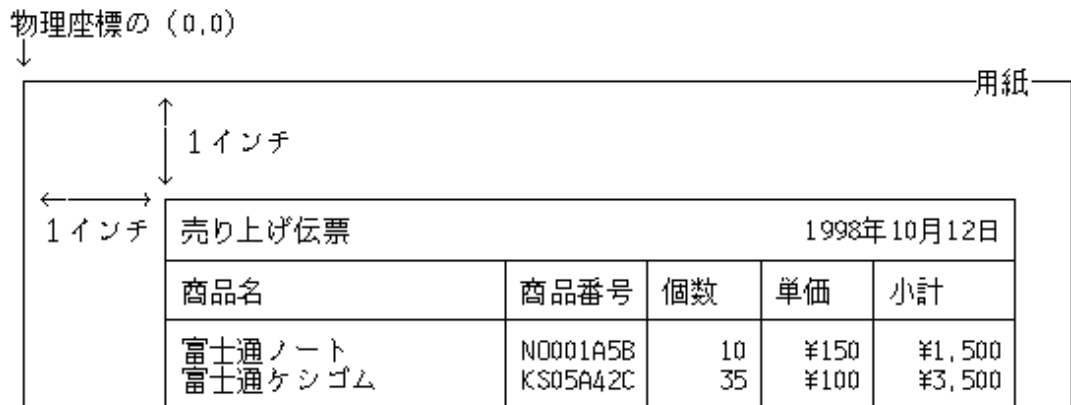 物理座標の（0,0）
用紙
1インチ
1インチ
売り上げ伝票 1998年10月12日
商品名 商品番号 個数 単価 小計
富士通ノート NO001A5B 10 ¥150 ¥1,500
富士通ケシゴム KS05A42C 35 ¥100 ¥3,500